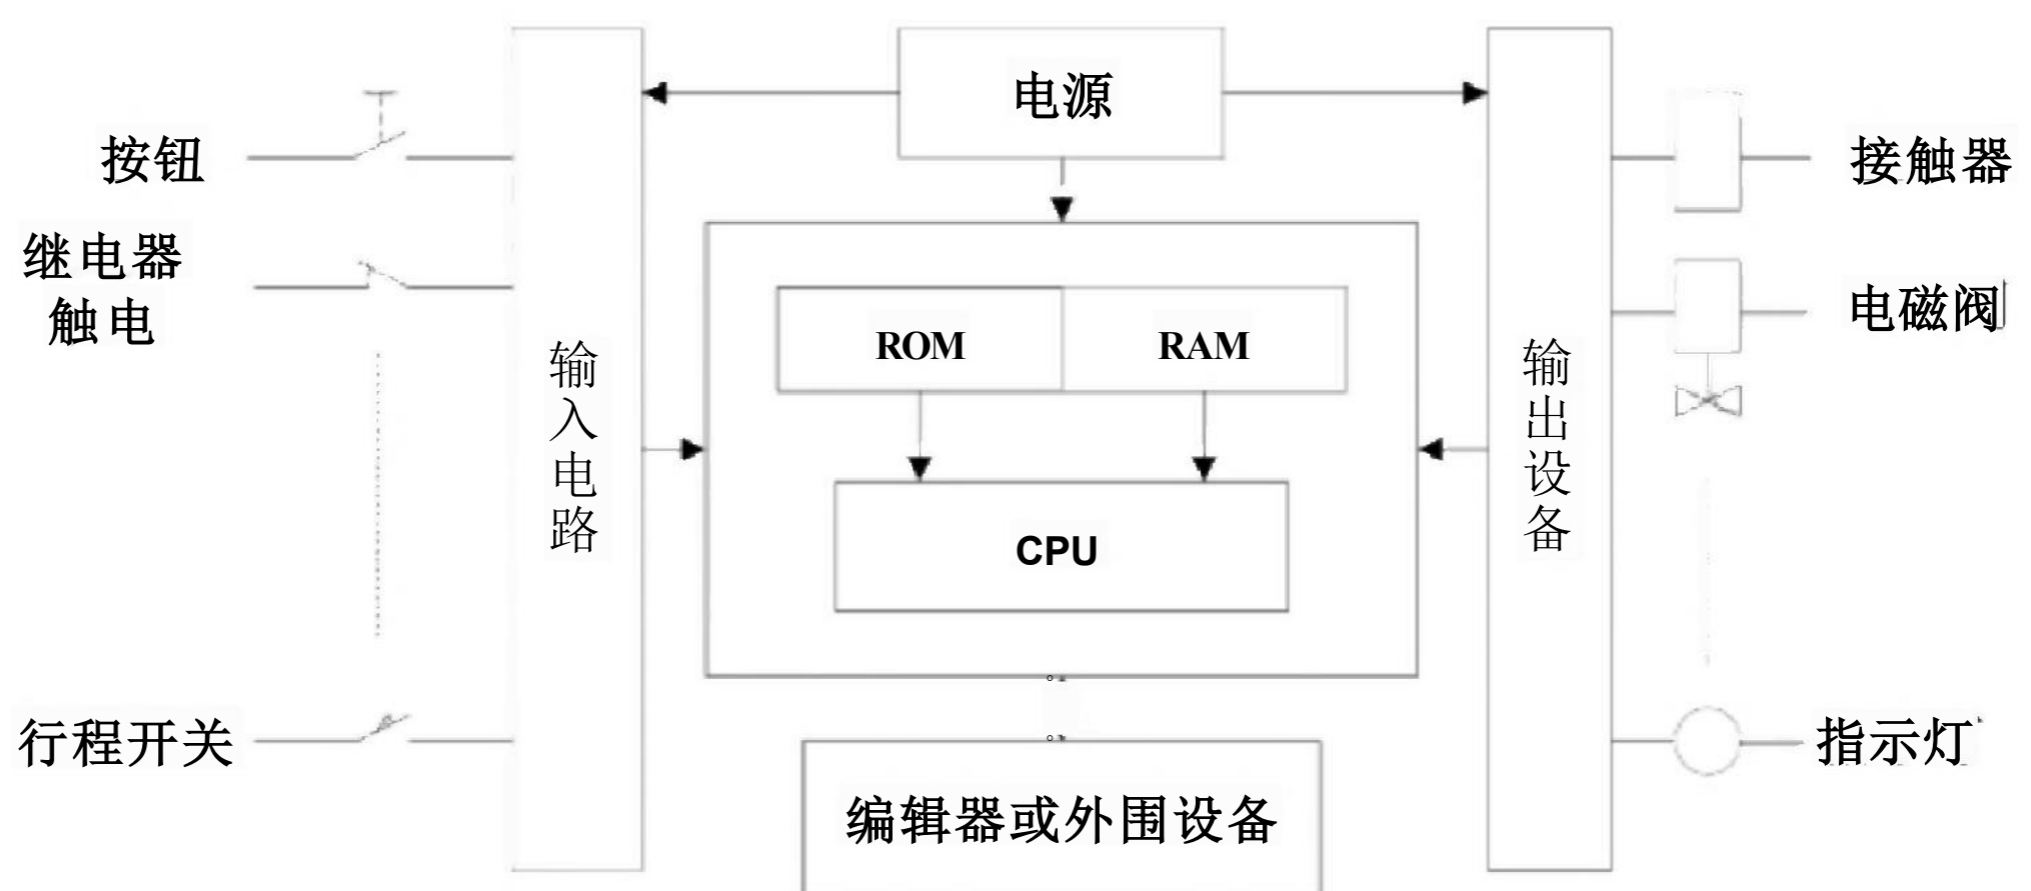 电源
按钮
继电器
触电
行程开关
输入电路
ROM
RAM
CPU
编辑器或外围设备
输出设备
接触器
电磁阀
指示灯